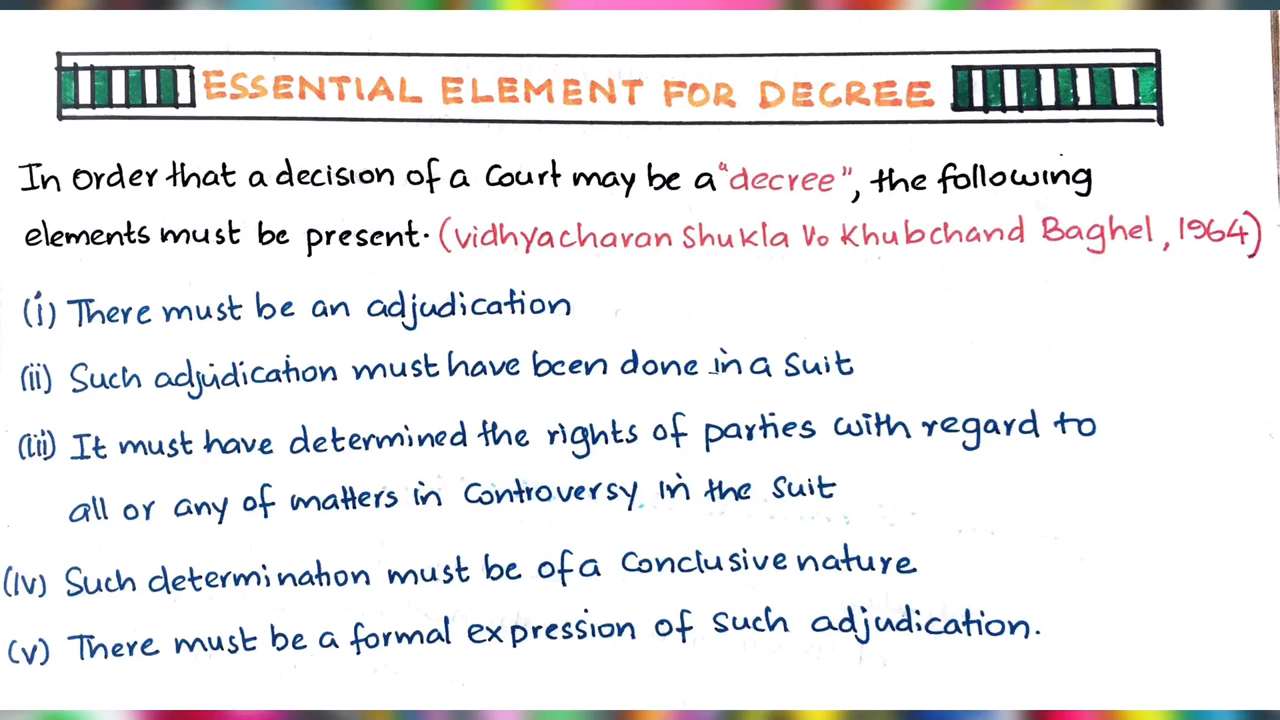 ESSENTIAL ELEMENT FOR DECREE
In order that a decision of a Court may be a "decree", the following
elements must be present. (vidhyacharan Shukla Vs Khubchand Baghel, 1964)
(i) There must be an adjudication
(ii) Such adjudication must have been done in a suit
(iii) It must have determined the rights of parties with regard to
all or any of matters in controversy in the suit
(iv) Such determination must be of a conclusive nature
(v) There must be a formal expression of such adjudication.